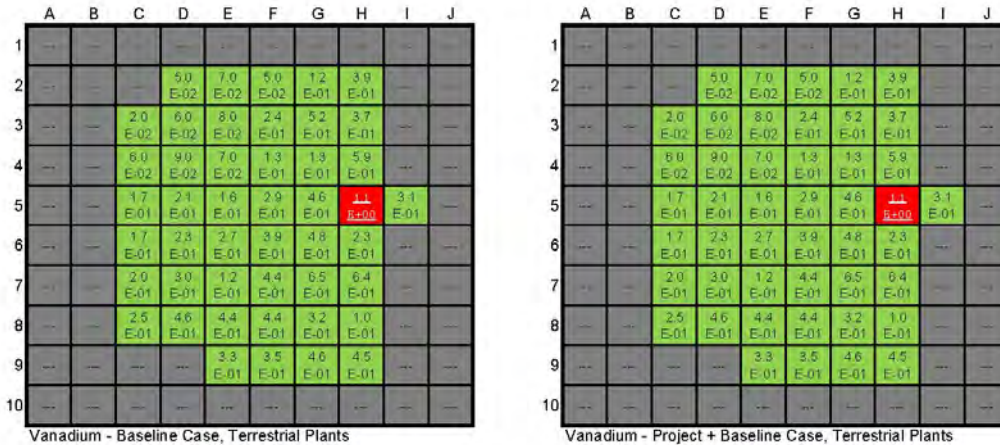 A B C D E F G H I J A B C D E F G H I J
1 --- --- --- --- --- --- --- --- --- --- 1 --- --- --- --- --- --- --- --- --- ---
2 --- --- --- 5.0 7.0 5.0 1.2 3.9 --- --- 2 --- --- --- 5.0 7.0 5.0 1.2 3.9 --- ---
E-02 E-02 E-02 E-01 E-01 E-02 E-02 E-02 E-01 E-01
3 --- --- 2.0 6.0 8.0 2.4 5.2 3.7 --- --- 3 --- --- 2.0 6.0 8.0 2.4 5.2 3.7 --- ---
E-02 E-02 E-02 E-01 E-01 E-01 E-02 E-02 E-02 E-01 E-01 E-01
4 --- --- 6.0 9.0 7.0 1.3 1.3 5.9 --- --- 4 --- --- 6.0 9.0 7.0 1.3 1.3 5.9 --- ---
E-02 E-02 E-02 E-01 E-01 E-01 E-02 E-02 E-02 E-01 E-01 E-01
5 --- --- 1.7 2.1 1.6 2.9 4.6 1.1 3.1 --- 5 --- --- 1.7 2.1 1.6 2.9 4.6 1.1 3.1 ---
E-01 E-01 E-01 E-01 E-01 E+00 E-01 E-01 E-01 E-01 E-01 E-01 E+00 E-01
6 --- --- 1.7 2.3 2.7 3.9 4.8 2.3 --- --- 6 --- --- 1.7 2.3 2.7 3.9 4.8 2.3 --- ---
E-01 E-01 E-01 E-01 E-01 E-01 E-01 E-01 E-01 E-01 E-01 E-01
7 --- --- 2.0 3.0 1.2 4.4 6.5 6.4 --- --- 7 --- --- 2.0 3.0 1.2 4.4 6.5 6.4 --- ---
E-01 E-01 E-01 E-01 E-01 E-01 E-01 E-01 E-01 E-01 E-01 E-01
8 --- --- 2.5 4.6 4.4 4.4 3.2 1.0 --- --- 8 --- --- 2.5 4.6 4.4 4.4 3.2 1.0 --- ---
E-01 E-01 E-01 E-01 E-01 E-01 E-01 E-01 E-01 E-01 E-01 E-01
9 --- --- --- --- 3.3 3.5 4.6 4.5 --- --- 9 --- --- --- --- 3.3 3.5 4.6 4.5 --- ---
E-01 E-01 E-01 E-01 E-01 E-01 E-01 E-01
10 --- --- --- --- --- --- --- --- --- --- 10 --- --- --- --- --- --- --- --- --- ---
Vanadium - Baseline Case, Terrestrial Plants Vanadium - Project + Baseline Case, Terrestrial Plants